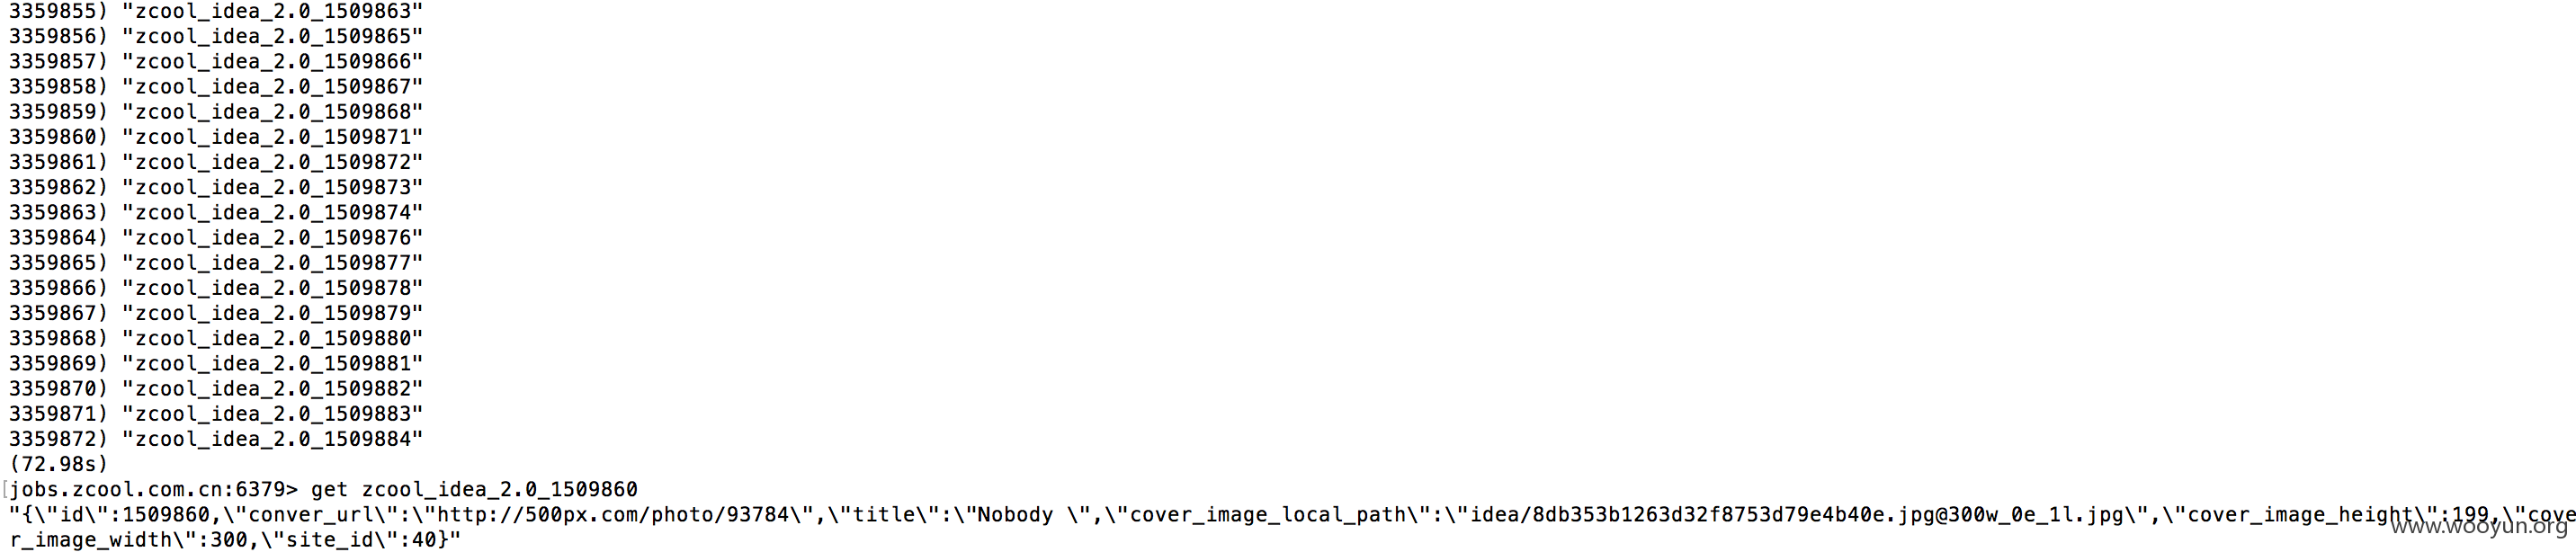 3359855) "zcool_idea_2.0_1509863"
3359856) "zcool_idea_2.0_1509865"
3359857) "zcool_idea_2.0_1509866"
3359858) "zcool_idea_2.0_1509867"
3359859) "zcool_idea_2.0_1509868"
3359860) "zcool_idea_2.0_1509871"
3359861) "zcool_idea_2.0_1509872"
3359862) "zcool_idea_2.0_1509873"
3359863) "zcool_idea_2.0_1509874"
3359864) "zcool_idea_2.0_1509876"
3359865) "zcool_idea_2.0_1509877"
3359866) "zcool_idea_2.0_1509878"
3359867) "zcool_idea_2.0_1509879"
3359868) "zcool_idea_2.0_1509880"
3359869) "zcool_idea_2.0_1509881"
3359870) "zcool_idea_2.0_1509882"
3359871) "zcool_idea_2.0_1509883"
3359872) "zcool_idea_2.0_1509884"
(72.98s)
[jobs.zcool.com.cn:6379> get zcool_idea_2.0_1509860
"{\"id\":1509860,\"conver_url\":\"http://500px.com/photo/93784\",\"title\":\"Nobody \",\"cover_image_local_path\":\"idea/8db353b1263d32f8753d79e4b40e.jpg@300w_0e_1l.jpg\",\"cover_image_height\":199,\"cove
r_image_width\":300,\"site_id\":40}"
www.wooyun.org